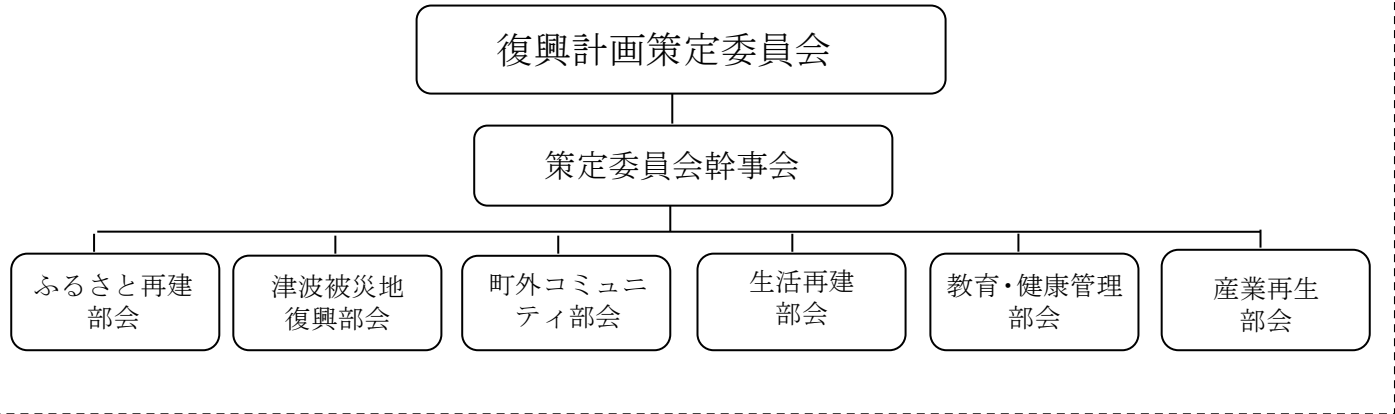 復興計画策定委員会
策定委員会幹事会
ふるさと再建
部会
津波被災地
復興部会
町外コミュニ
ティ部会
生活再建
部会
教育・健康管理
部会
産業再生
部会